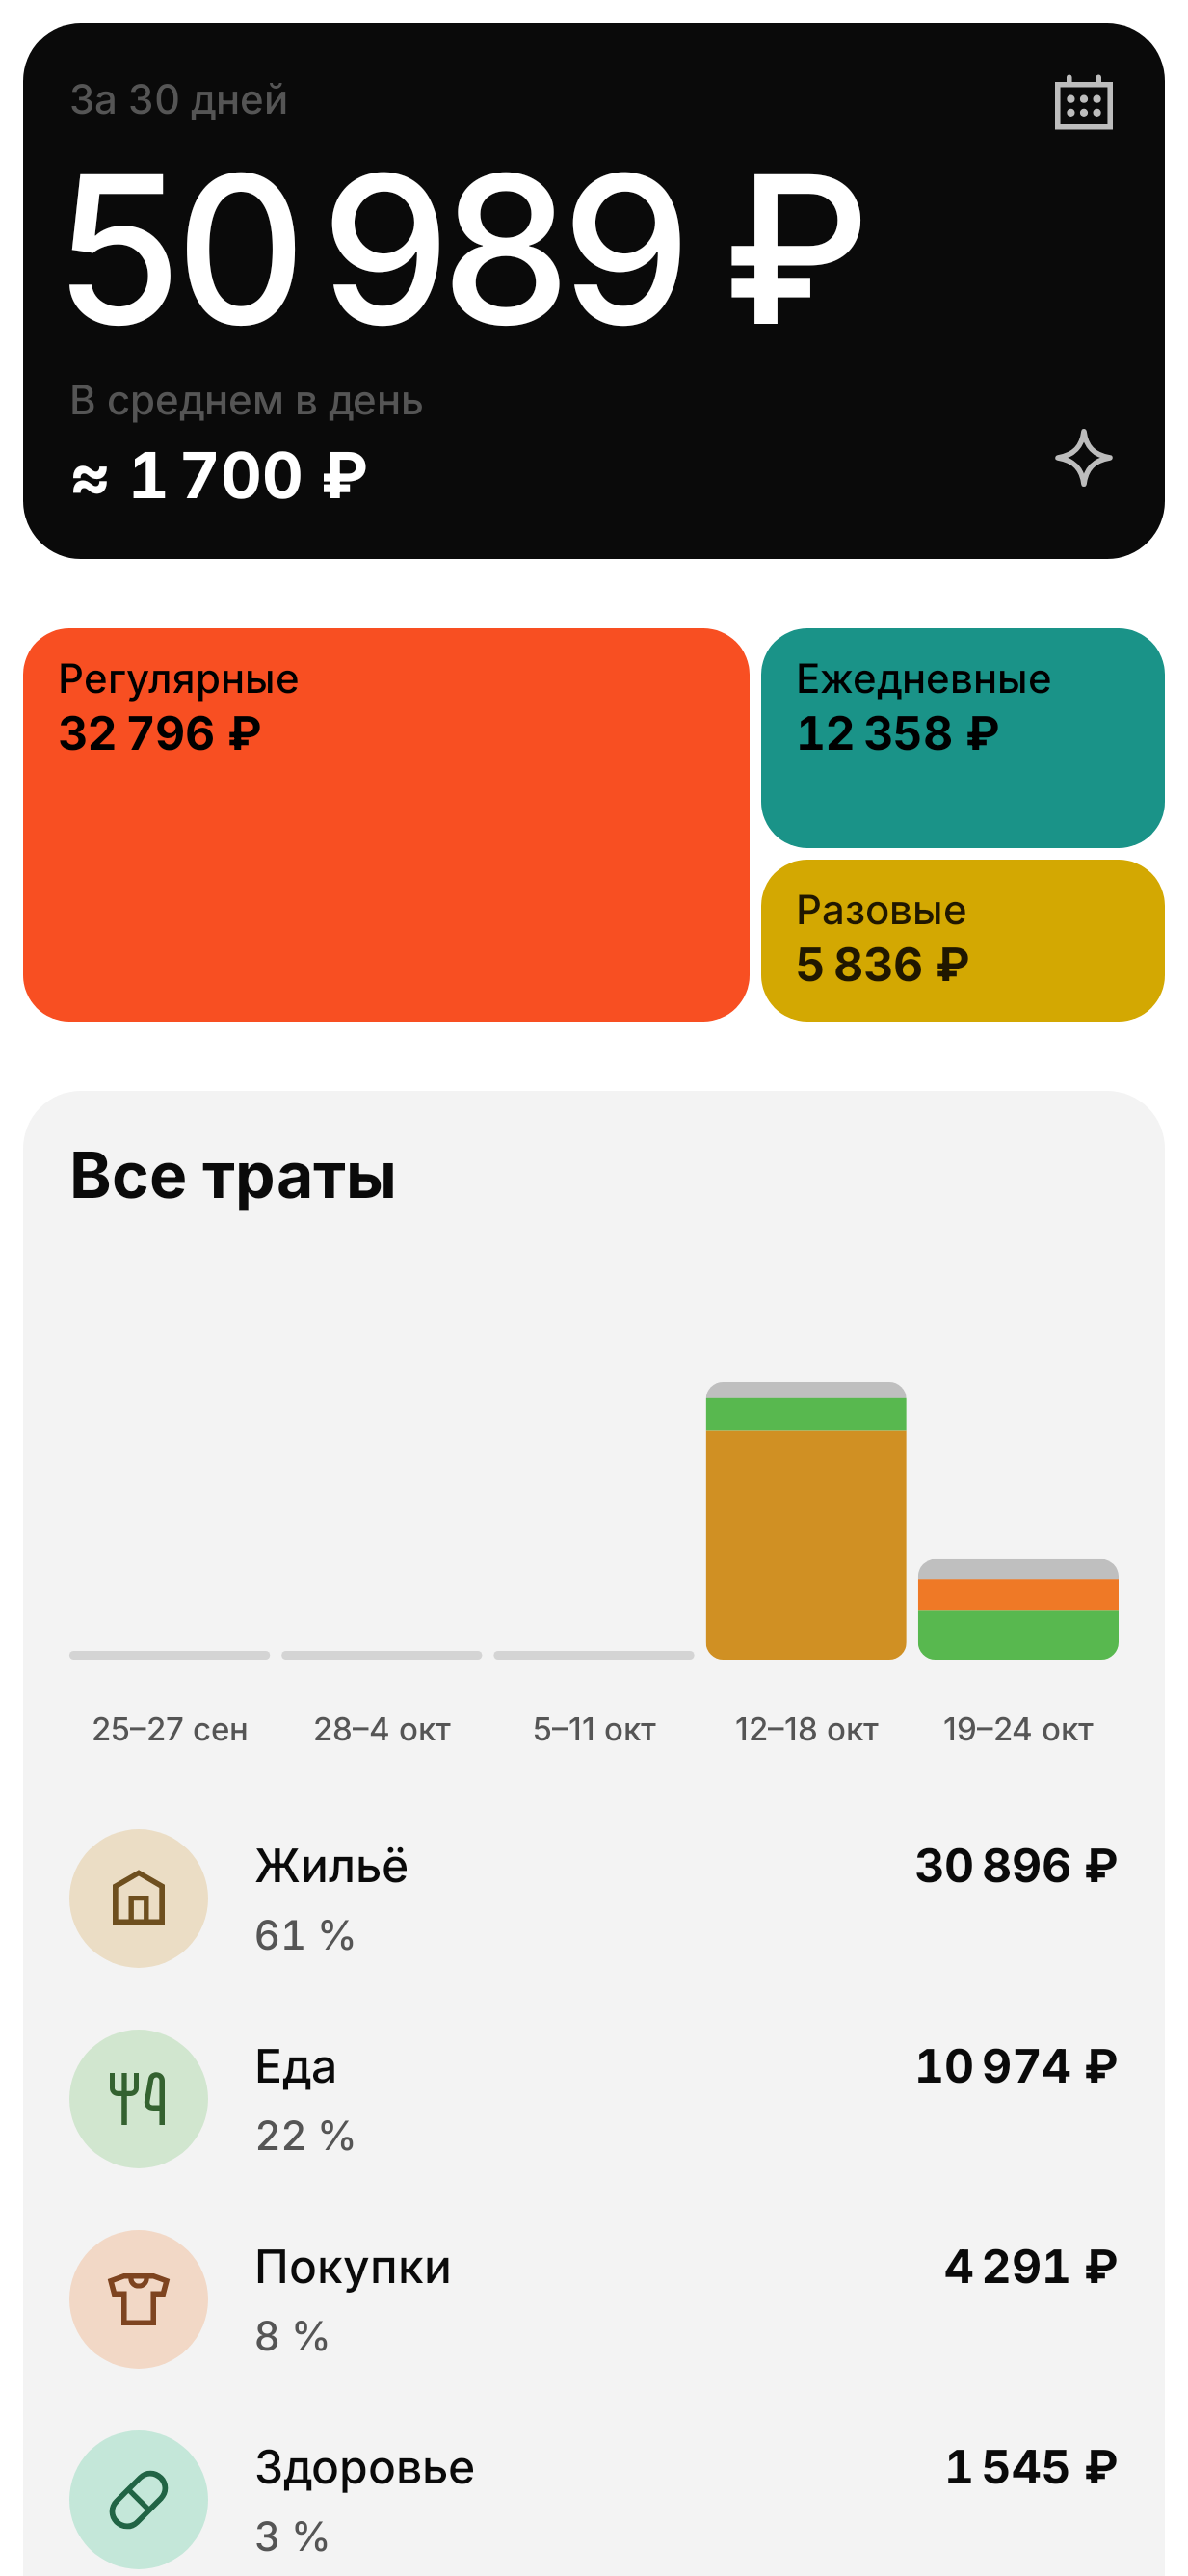 За 30 дней
50 989 ₽
В среднем в день
≈ 1 700 ₽
Регулярные
32 796 ₽
Ежедневные
12 358 ₽
Разовые
5 836 ₽
Все траты
25–27 сен 28–4 окт 5–11 окт 12–18 окт 19–24 окт
Жильё 30 896 ₽
61 %
Еда 10 974 ₽
22 %
Покупки 4 291 ₽
8 %
Здоровье 1 545 ₽
3 %